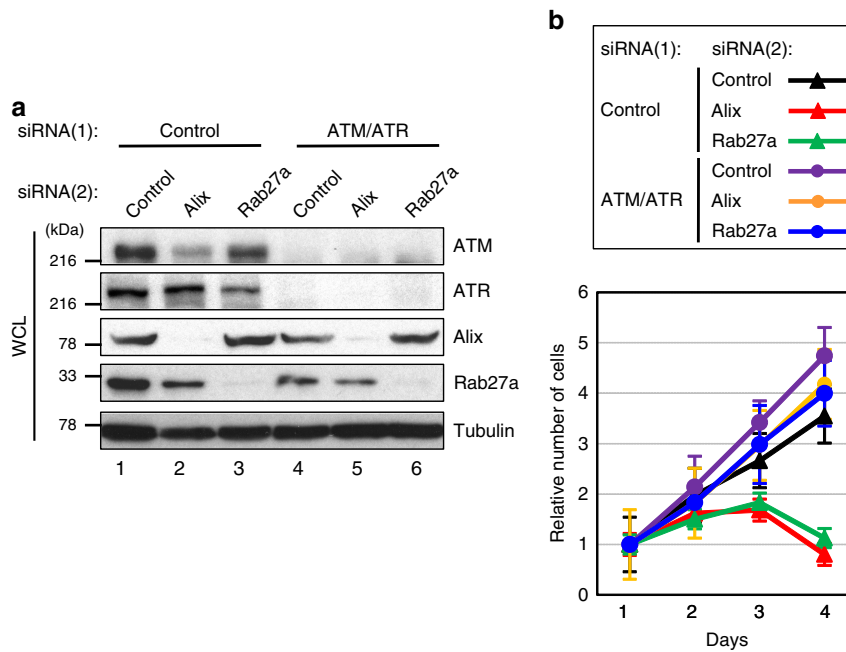 a
siRNA(1): Control ATM/ATR
siRNA(2): Control Alix Rab27a Control Alix Rab27a
(kDa)
216 ATM
216 ATR
78 Alix
33 Rab27a
78 Tubulin
WCL
1 2 3 4 5 6
b
siRNA(1): siRNA(2):
Control
Control Alix
Rab27a
Control
ATM/ATR Alix
Rab27a
Relative number of cells
6
5
4
3
2
1
0
1 2 3 4
Days